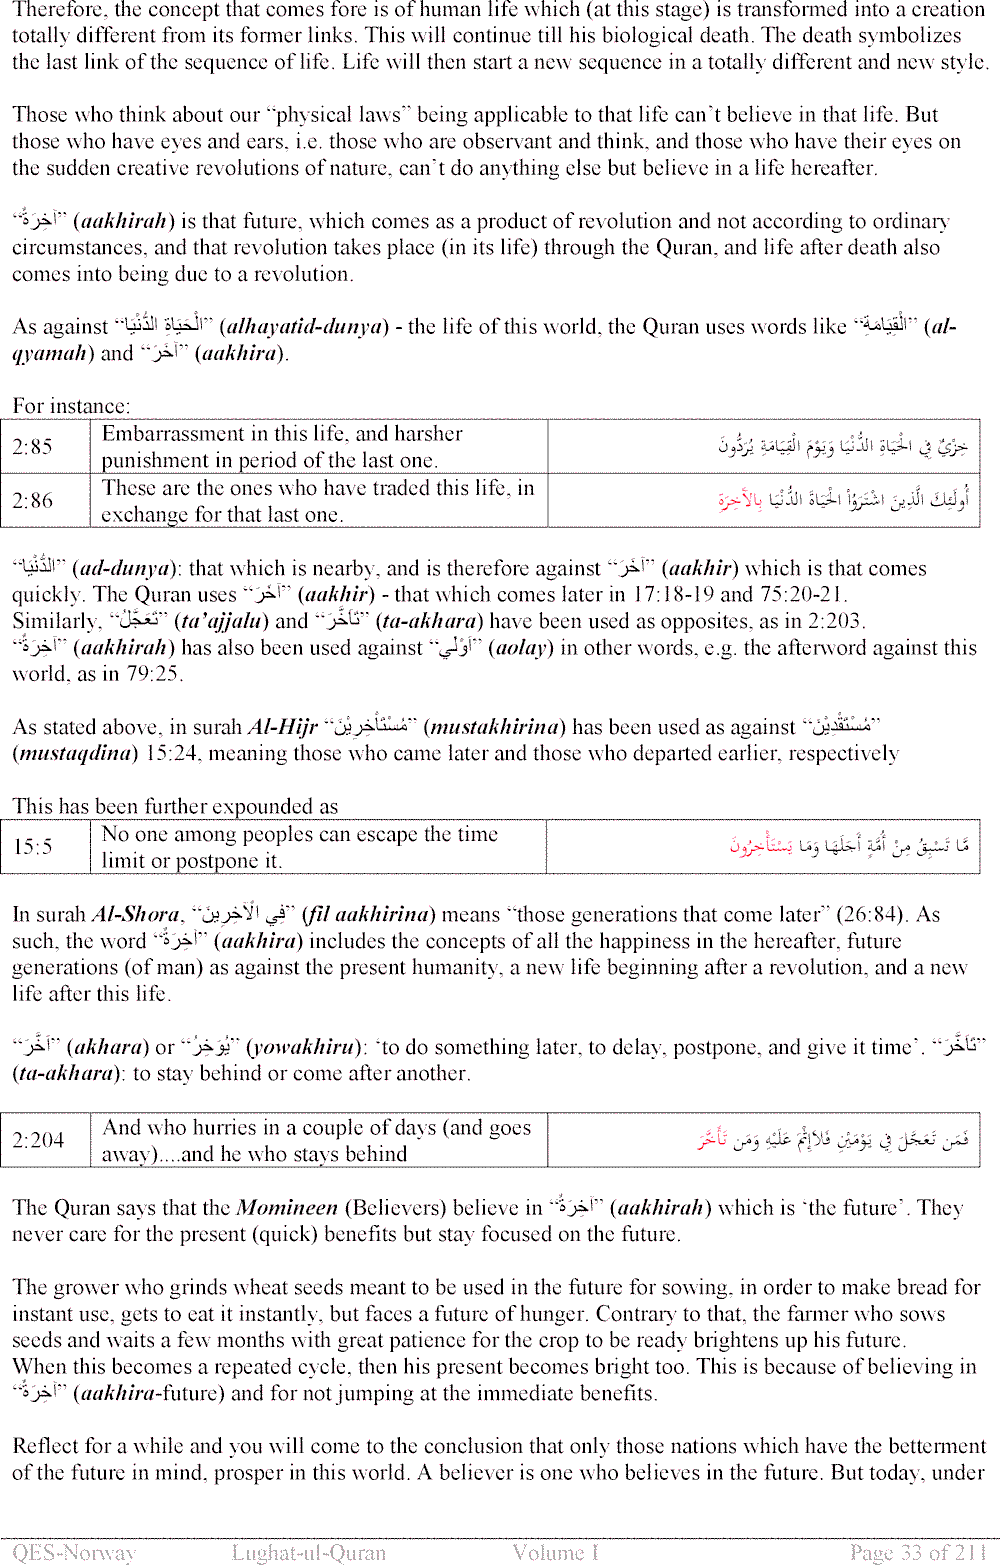 Therefore, the concept that comes fore is of human life which (at this stage) is transformed into a creation
totally different from its former links. This will continue till his biological death. The death symbolizes
the last link of the sequence of life. Life will then start a new sequence in a totally different and new style.
Those who think about our “physical laws” being applicable to that life can’t believe in that life. But
those who have eyes and ears, i.e. those who are observant and think, and those who have their eyes on
the sudden creative revolutions of nature, can’t do anything else but believe in a life hereafter.
“آخِرَةٌ” (aakhirah) is that future, which comes as a product of revolution and not according to ordinary
circumstances, and that revolution takes place (in its life) through the Quran, and life after death also
comes into being due to a revolution.
As against “الْحَيَاةِ الدُّنْيَا” (alhayatid-dunya) - the life of this world, the Quran uses words like “الْقِيَامَةِ” (al-
qyamah) and “آخَرَ” (aakhira).
For instance:
2:85 Embarrassment in this life, and harsher punishment in period of the last one. خِزْيٌ فِي الْحَيَاةِ الدُّنْيَا وَيَوْمَ الْقِيَامَةِ يُرَدُّونَ
2:86 These are the ones who have traded this life, in exchange for that last one. أُولَئِكَ الَّذِينَ اشْتَرَوُاْ الْحَيَاةَ الدُّنْيَا بِالآخِرَةِ
“الدُّنْيَا” (ad-dunya): that which is nearby, and is therefore against “آخَرَ” (aakhir) which is that comes
quickly. The Quran uses “آخَرَ” (aakhir) - that which comes later in 17:18-19 and 75:20-21.
Similarly, “تَعَجَّلُ” (ta’ajjalu) and “تَأَخَّرَ” (ta-akhara) have been used as opposites, as in 2:203.
“آخِرَةٌ” (aakhirah) has also been used against “اَوْلٰي” (aolay) in other words, e.g. the afterword against this
world, as in 79:25.
As stated above, in surah Al-Hijr “مُسْتَأْخِرِيْنَ” (mustakhirina) has been used as against “مُسْتَقْدِيْنَ”
(mustaqdina) 15:24, meaning those who came later and those who departed earlier, respectively
This has been further expounded as
15:5 No one among peoples can escape the time limit or postpone it. مَّا تَسْبِقُ مِنْ أُمَّةٍ أَجَلَهَا وَمَا يَسْتَأْخِرُونَ
In surah Al-Shora, “فِي الْآخِرِينَ” (fil aakhirina) means “those generations that come later” (26:84). As
such, the word “آخِرَةٌ” (aakhira) includes the concepts of all the happiness in the hereafter, future
generations (of man) as against the present humanity, a new life beginning after a revolution, and a new
life after this life.
“اَخَّرَ” (akhara) or “يُوَخِرُ” (yowakhiru): ‘to do something later, to delay, postpone, and give it time’. “تَأَخَّرَ”
(ta-akhara): to stay behind or come after another.
2:204 And who hurries in a couple of days (and goes away)....and he who stays behind فَمَن تَعَجَّلَ فِي يَوْمَيْنِ فَلاَإِثْمَ عَلَيْهِ وَمَن تَأَخَّرَ
The Quran says that the Momineen (Believers) believe in “آخِرَةٌ” (aakhirah) which is ‘the future’. They
never care for the present (quick) benefits but stay focused on the future.
The grower who grinds wheat seeds meant to be used in the future for sowing, in order to make bread for
instant use, gets to eat it instantly, but faces a future of hunger. Contrary to that, the farmer who sows
seeds and waits a few months with great patience for the crop to be ready brightens up his future.
When this becomes a repeated cycle, then his present becomes bright too. This is because of believing in
“آخِرَةٌ” (aakhira-future) and for not jumping at the immediate benefits.
Reflect for a while and you will come to the conclusion that only those nations which have the betterment
of the future in mind, prosper in this world. A believer is one who believes in the future. But today, under
QES-Norway Lughat-ul-Quran Volume I Page 33 of 211